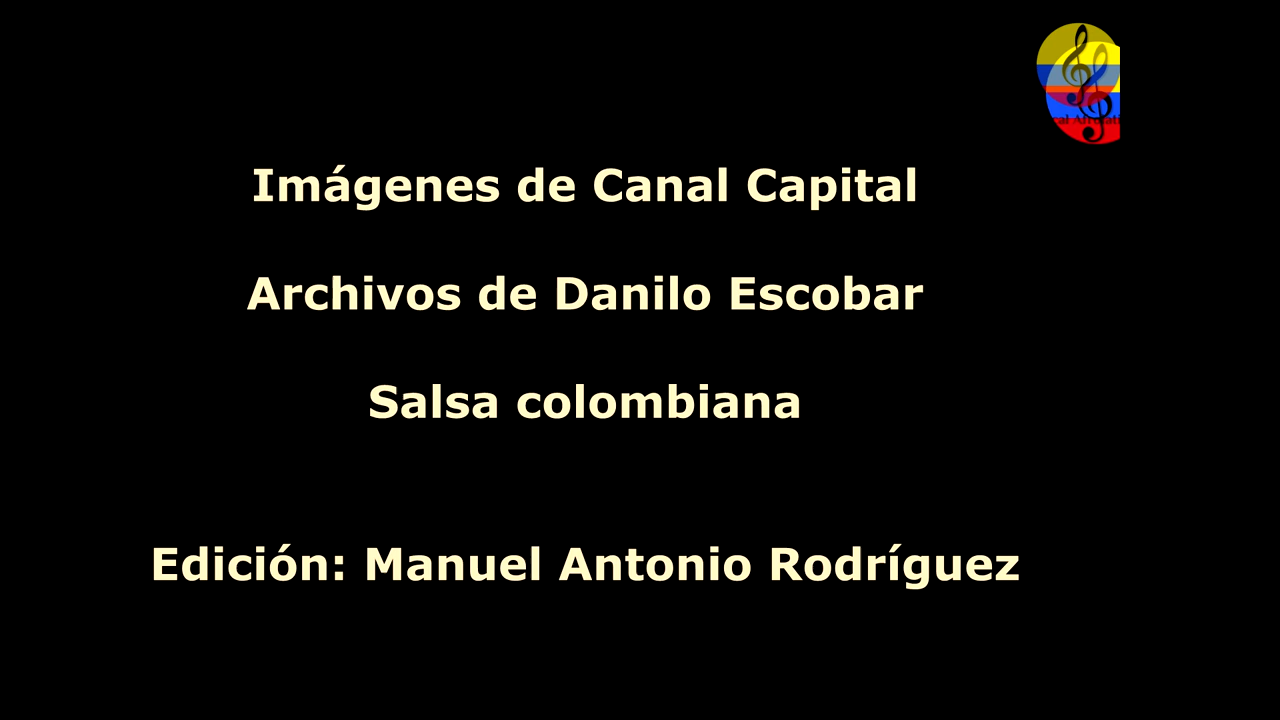 Imágenes de Canal Capital
Archivos de Danilo Escobar
Salsa colombiana
Edición: Manuel Antonio Rodríguez